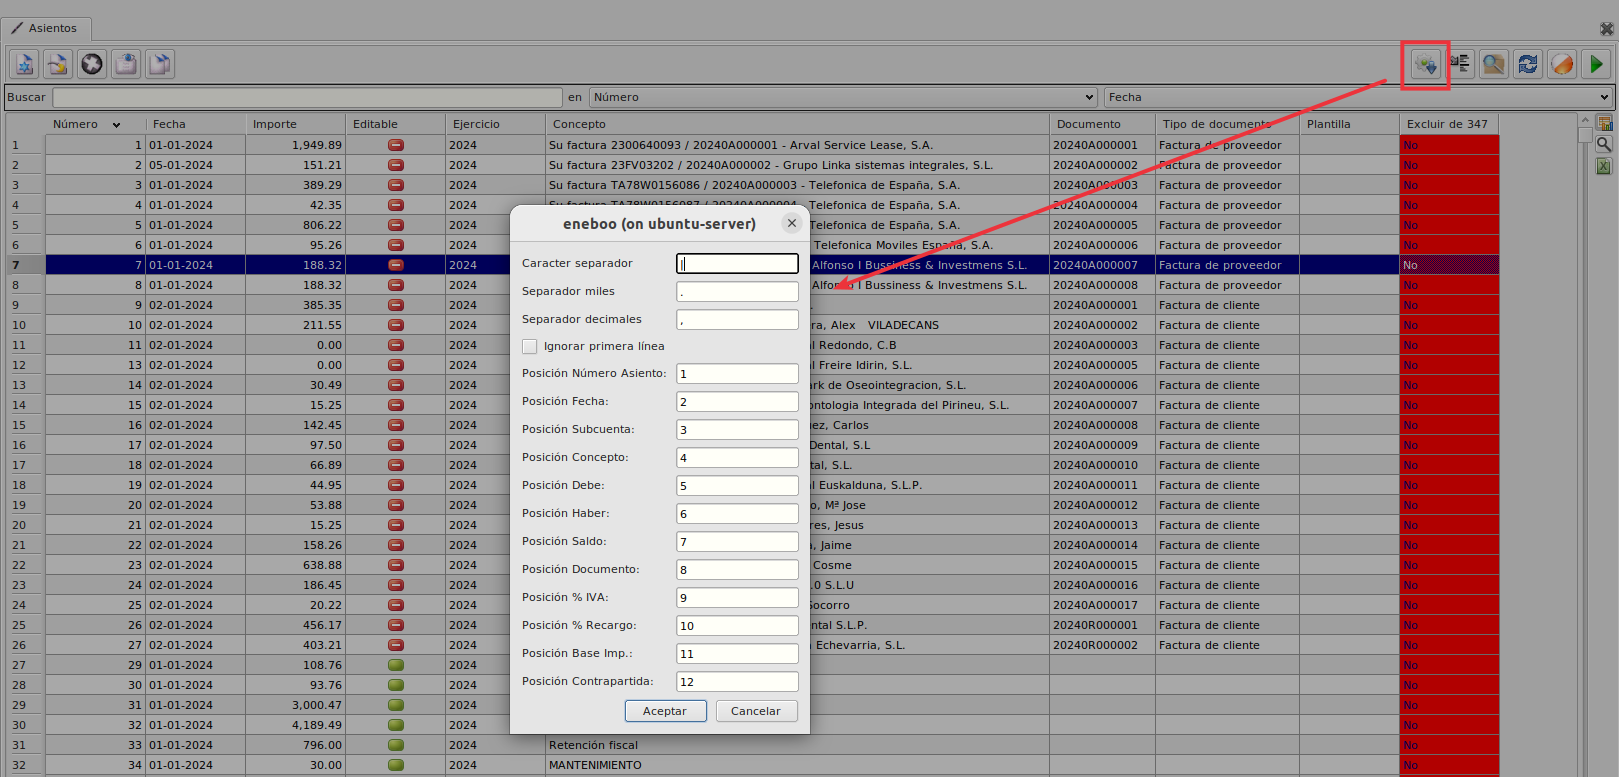 Asientos
Buscar en Número Fecha
Número Fecha Importe Editable Ejercicio Concepto Documento Tipo de documento Plantilla Excluir de 347
1 1 01-01-2024 1,949.89 2024 Su factura 2300640093 / 20240A000001 - Arval Service Lease, S.A. 20240A000001 Factura de proveedor No
2 2 05-01-2024 151.21 2024 Su factura 23FV03202 / 20240A000002 - Grupo Linka sistemas integrales, S.L. 20240A000002 Factura de proveedor No
3 3 01-01-2024 389.29 2024 Su factura TA78W0156086 / 20240A000003 - Telefonica de España, S.A. 20240A000003 Factura de proveedor No
4 4 01-01-2024 42.35 2024 Su factura TA78W0156087 / 20240A000004 - Telefonica de España, S.A. 20240A000004 Factura de proveedor No
5 5 01-01-2024 806.22 2024 Telefonica de España, S.A. 20240A000005 Factura de proveedor No
6 6 01-01-2024 95.26 2024 Telefonica Moviles España, S.A. 20240A000006 Factura de proveedor No
7 7 01-01-2024 188.32 2024 Alfonso I Bussiness & Investmens S.L. 20240A000007 Factura de proveedor No
8 8 01-01-2024 188.32 2024 Alfonso I Bussiness & Investmens S.L. 20240A000008 Factura de proveedor No
9 9 02-01-2024 385.35 2024 20240A000001 Factura de cliente No
10 10 02-01-2024 211.55 2024 ra, Alex VILADECANS 20240A000002 Factura de cliente No
11 11 02-01-2024 0.00 2024 l Redondo, C.B 20240A000003 Factura de cliente No
12 13 02-01-2024 0.00 2024 l Freire Idirin, S.L. 20240A000005 Factura de cliente No
13 14 02-01-2024 30.49 2024 ark de Oseointegracion, S.L. 20240A000006 Factura de cliente No
14 15 02-01-2024 15.25 2024 ontologia Integrada del Pirineu, S.L. 20240A000007 Factura de cliente No
15 16 02-01-2024 142.45 2024 uez, Carlos 20240A000008 Factura de cliente No
16 17 02-01-2024 97.50 2024 Dental, S.L 20240A000009 Factura de cliente No
17 18 02-01-2024 66.89 2024 tal, S.L. 20240A000010 Factura de cliente No
18 19 02-01-2024 44.95 2024 l Euskalduna, S.L.P. 20240A000011 Factura de cliente No
19 20 02-01-2024 53.88 2024 o, Mª Jose 20240A000012 Factura de cliente No
20 21 02-01-2024 15.25 2024 res, Jesus 20240A000013 Factura de cliente No
21 22 02-01-2024 158.26 2024 a, Jaime 20240A000014 Factura de cliente No
22 23 02-01-2024 638.88 2024 Cosme 20240A000015 Factura de cliente No
23 24 02-01-2024 186.45 2024 .0 S.L.U 20240A000016 Factura de cliente No
24 25 02-01-2024 20.22 2024 Socorro 20240A000017 Factura de cliente No
25 26 02-01-2024 456.17 2024 ntal S.L.P. 20240R000001 Factura de cliente No
26 27 02-01-2024 403.21 2024 Echevarria, S.L. 20240R000002 Factura de cliente No
27 29 01-01-2024 108.76 2024 No
28 30 01-01-2024 93.76 2024 No
29 31 01-01-2024 3,000.47 2024 No
30 32 01-01-2024 4,189.49 2024 No
31 33 01-01-2024 796.00 2024 Retención fiscal No
32 34 01-01-2024 30.00 2024 MANTENIMIENTO No
eneboo (on ubuntu-server)
Caracter separador |
Separador miles .
Separador decimales ,
Ignorar primera línea
Posición Número Asiento: 1
Posición Fecha: 2
Posición Subcuenta: 3
Posición Concepto: 4
Posición Debe: 5
Posición Haber: 6
Posición Saldo: 7
Posición Documento: 8
Posición % IVA: 9
Posición % Recargo: 10
Posición Base Imp.: 11
Posición Contrapartida: 12
Aceptar Cancelar